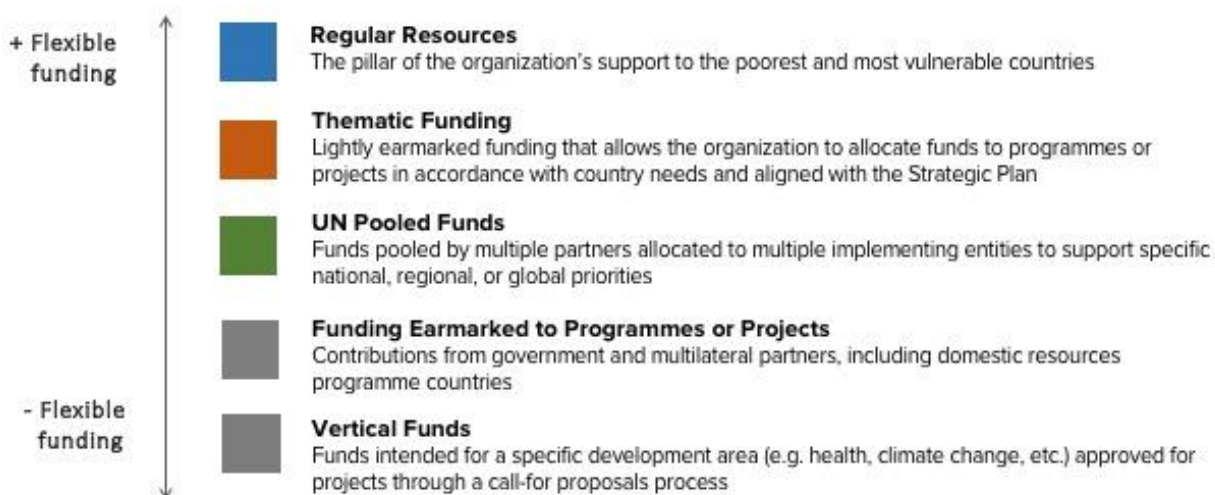 + Flexible
funding
Regular Resources
The pillar of the organization's support to the poorest and most vulnerable countries
Thematic Funding
Lightly earmarked funding that allows the organization to allocate funds to programmes or
projects in accordance with country needs and aligned with the Strategic Plan
UN Pooled Funds
Funds pooled by multiple partners allocated to multiple implementing entities to support specific
national, regional, or global priorities
Funding Earmarked to Programmes or Projects
Contributions from government and multilateral partners, including domestic resources
programme countries
- Flexible
funding
Vertical Funds
Funds intended for a specific development area (e.g. health, climate change, etc.) approved for
projects through a call-for proposals process